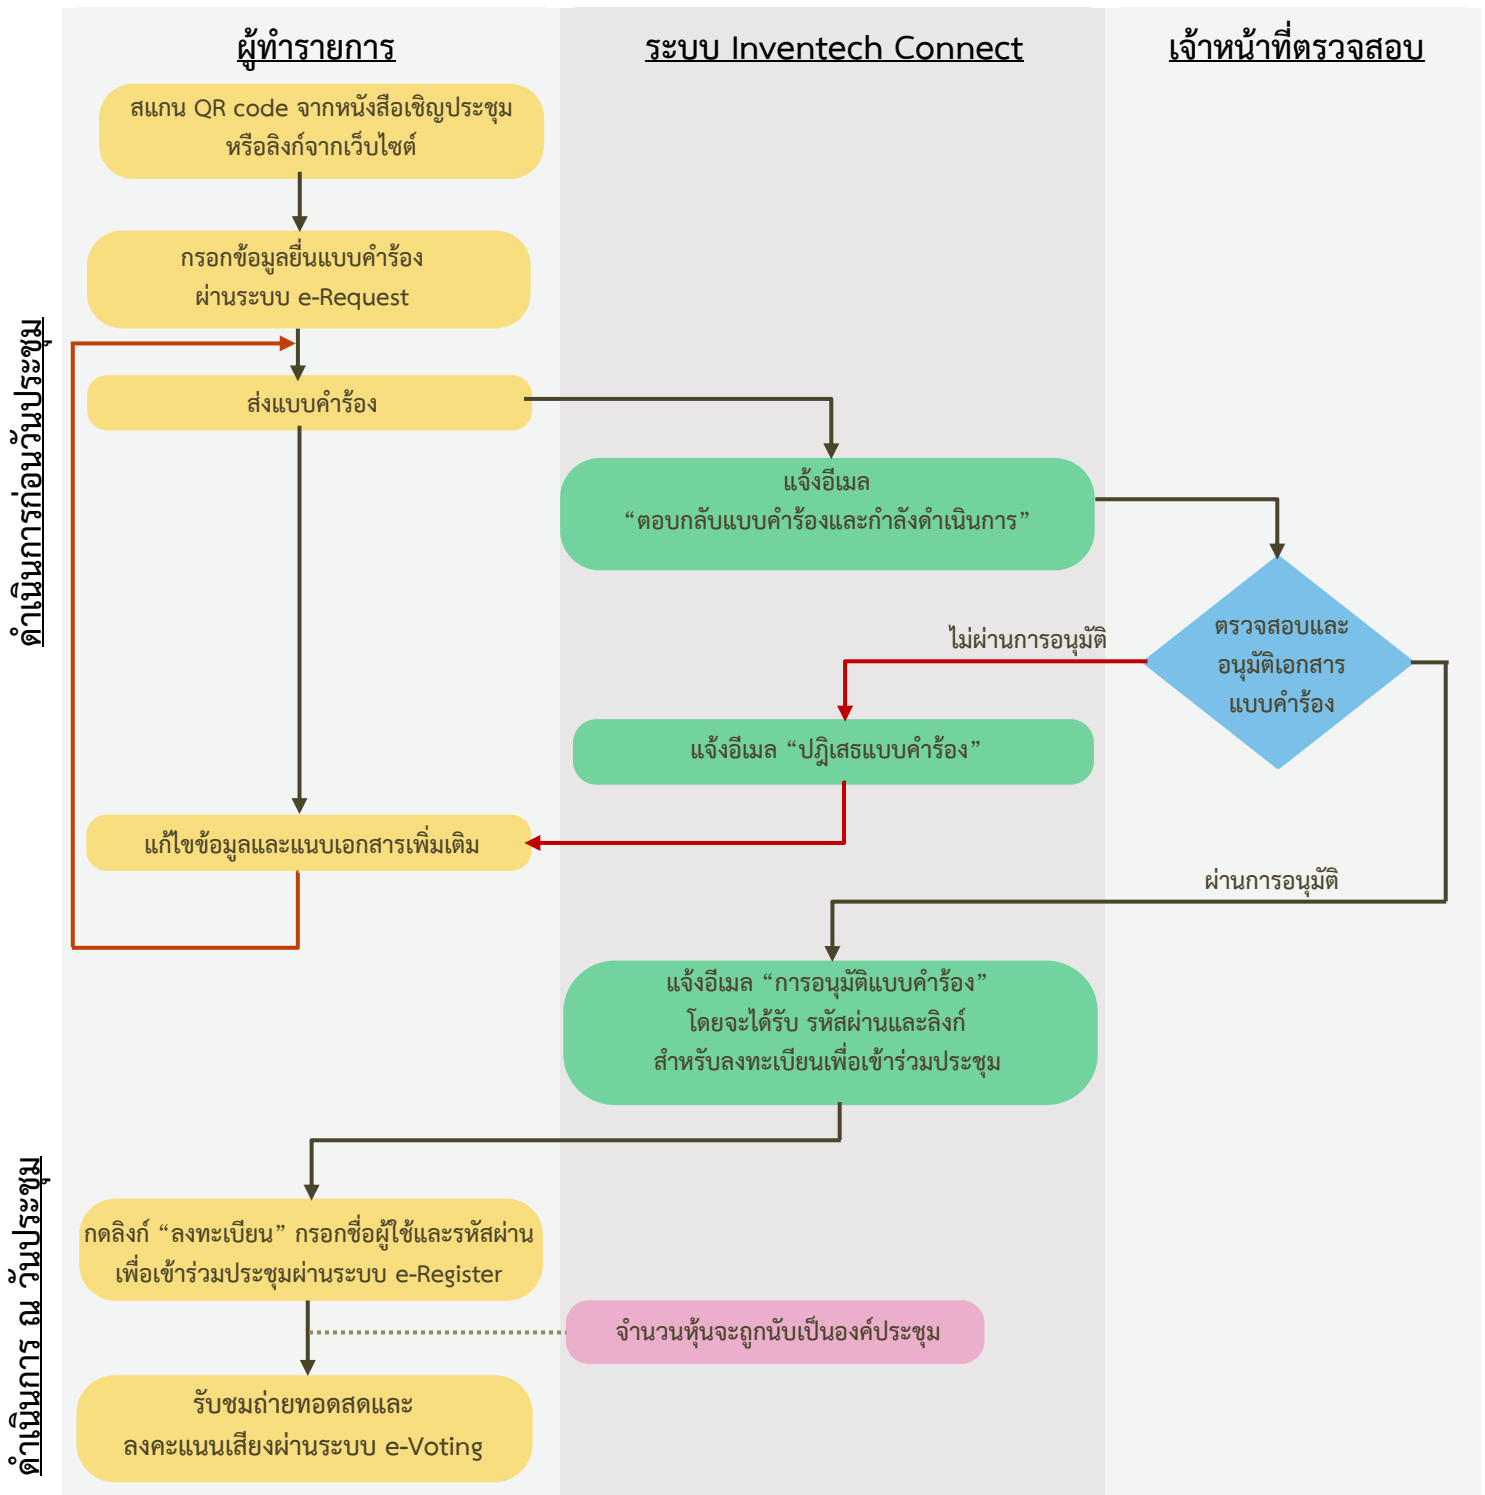 ผู้ทำรายการ
ระบบ Inventech Connect
เจ้าหน้าที่ตรวจสอบ
ดำเนินการก่อนวันประชุม
สแกน QR code จากหนังสือเชิญประชุม
หรือลิงก์จากเว็บไซต์
กรอกข้อมูลยื่นแบบคำร้อง
ผ่านระบบ e-Request
ส่งแบบคำร้อง
แจ้งอีเมล
“ตอบกลับแบบคำร้องและกำลังดำเนินการ”
ตรวจสอบและ
อนุมัติเอกสาร
แบบคำร้อง
ไม่ผ่านการอนุมัติ
แจ้งอีเมล “ปฎิเสธแบบคำร้อง”
แก้ไขข้อมูลและแนบเอกสารเพิ่มเติม
ผ่านการอนุมัติ
แจ้งอีเมล “การอนุมัติแบบคำร้อง”
โดยจะได้รับ รหัสผ่านและลิงก์
สำหรับลงทะเบียนเพื่อเข้าร่วมประชุม
ดำเนินการ ณ วันประชุม
กดลิงก์ “ลงทะเบียน” กรอกชื่อผู้ใช้และรหัสผ่าน
เพื่อเข้าร่วมประชุมผ่านระบบ e-Register
จำนวนหุ้นจะถูกนับเป็นองค์ประชุม
รับชมถ่ายทอดสดและ
ลงคะแนนเสียงผ่านระบบ e-Voting